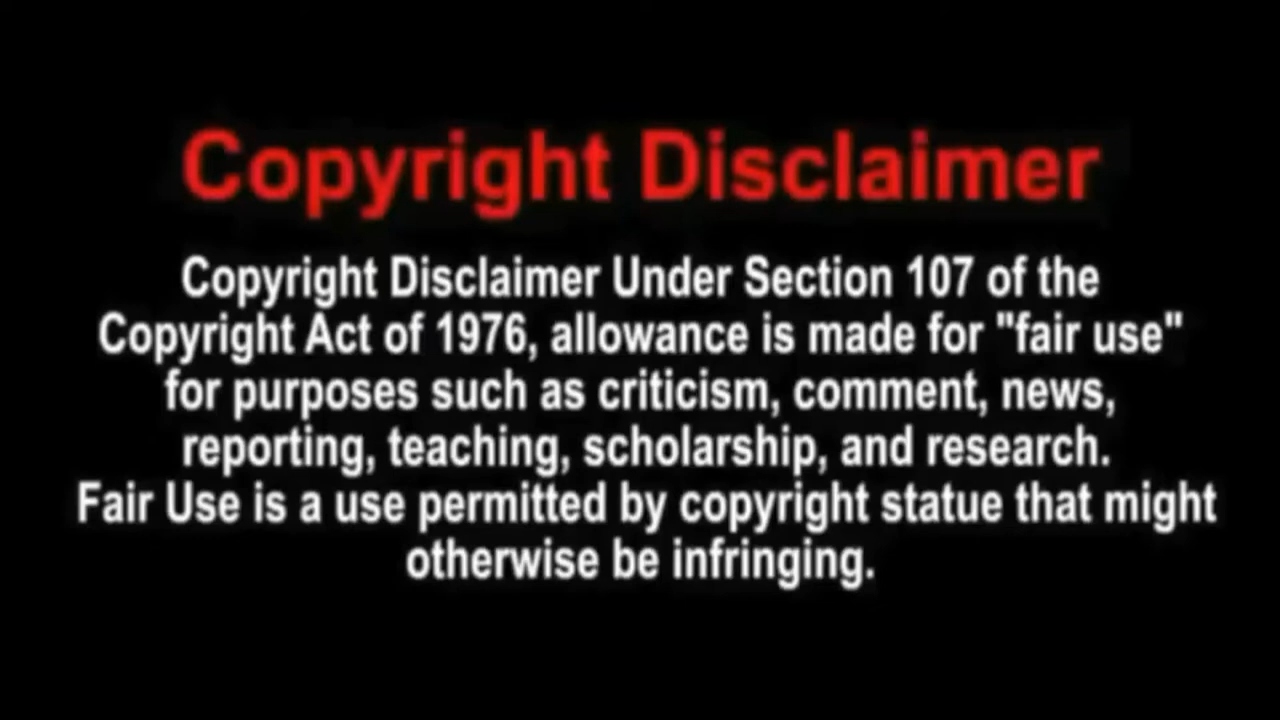 Copyright Disclaimer
Copyright Disclaimer Under Section 107 of the
Copyright Act of 1976, allowance is made for "fair use"
for purposes such as criticism, comment, news,
reporting, teaching, scholarship, and research.
Fair Use is a use permitted by copyright statue that might
otherwise be infringing.